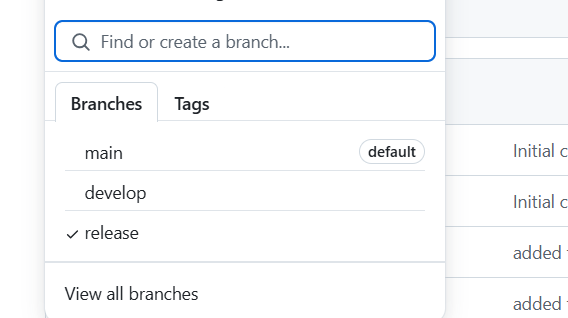 Find or create a branch...
Branches Tags
main default
develop
release
View all branches
Initial
Initial
added
added